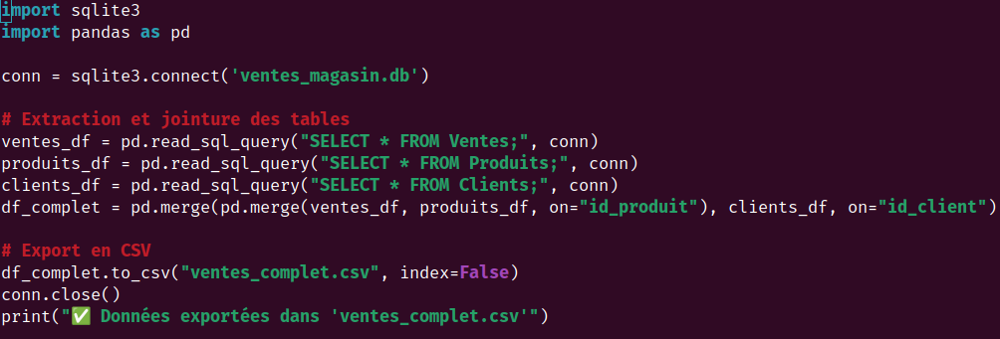 import sqlite3
import pandas as pd
conn = sqlite3.connect('ventes_magasin.db')
# Extraction et jointure des tables
ventes_df = pd.read_sql_query("SELECT * FROM Ventes;", conn)
produits_df = pd.read_sql_query("SELECT * FROM Produits;", conn)
clients_df = pd.read_sql_query("SELECT * FROM Clients;", conn)
df_complet = pd.merge(pd.merge(ventes_df, produits_df, on="id_produit"), clients_df, on="id_client")
# Export en CSV
df_complet.to_csv("ventes_complet.csv", index=False)
conn.close()
print("✅ Données exportées dans 'ventes_complet.csv'")